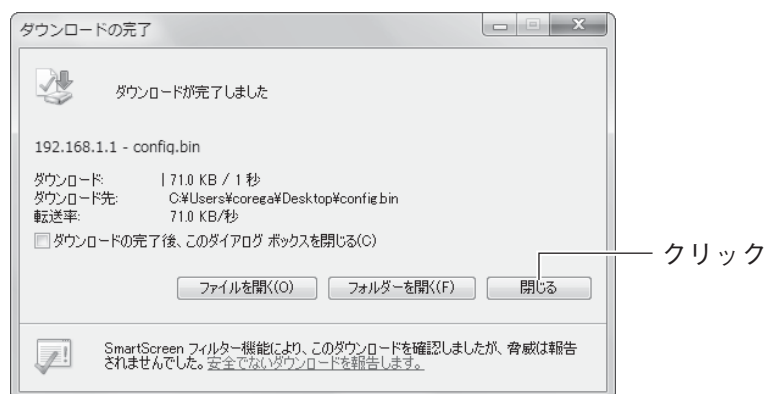 ダウンロードの完了
ダウンロードが完了しました
192.168.1.1 - config.bin
ダウンロード: 71.0 KB / 1 秒
ダウンロード先: C:¥Users¥corega¥Desktop¥config.bin
転送率: 71.0 KB/秒
ダウンロードの完了後、このダイアログ ボックスを閉じる(C)
ファイルを開く(O) フォルダーを開く(F) 閉じる
クリック
SmartScreen フィルター機能により、このダウンロードを確認しましたが、脅威は報告
されませんでした。安全でないダウンロードを報告します。